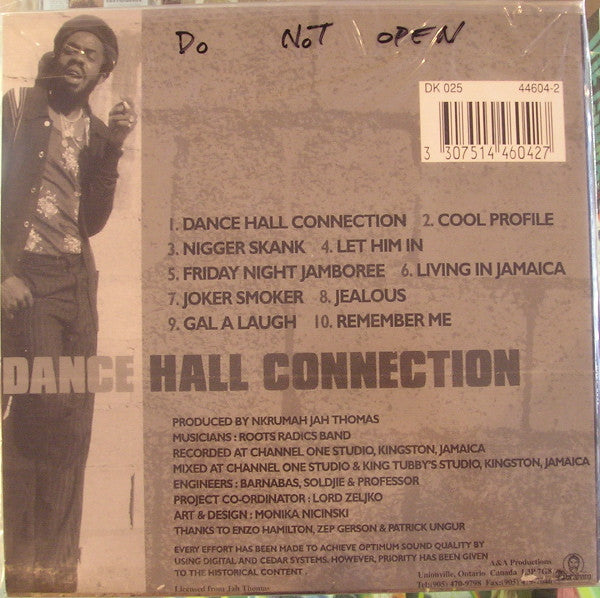 Do NOT OPEN
DK 025 44604-2
3 307514 460427
1. DANCE HALL CONNECTION 2. COOL PROFILE
3. NIGGER SKANK 4. LET HIM IN
5. FRIDAY NIGHT JAMBOREE 6. LIVING IN JAMAICA
7. JOKER SMOKER 8. JEALOUS
9. GAL A LAUGH 10. REMEMBER ME
DANCE HALL CONNECTION
PRODUCED BY NKRUMAH JAH THOMAS
MUSICIANS : ROOTS RADICS BAND
RECORDED AT CHANNEL ONE STUDIO, KINGSTON, JAMAICA
MIXED AT CHANNEL ONE STUDIO & KING TUBBY'S STUDIO, KINGSTON, JAMAICA
ENGINEERS : BARNABAS, SOLDJIE & PROFESSOR
PROJECT CO-ORDINATOR : LORD ZELJKO
ART & DESIGN : MONIKA NICINSKI
THANKS TO ENZO HAMILTON, ZEP GERSON & PATRICK UNGUR
EVERY EFFORT HAS BEEN MADE TO ACHIEVE OPTIMUM SOUND QUALITY BY
USING DIGITAL AND CEDAR SYSTEMS. HOWEVER, PRIORITY HAS BEEN GIVEN
TO THE HISTORICAL CONTENT .
A&A Productions
Unionville, Ontario Canada
Tel: (905) 470-9798 Fax:(905)
Licensed from Jah Thomas